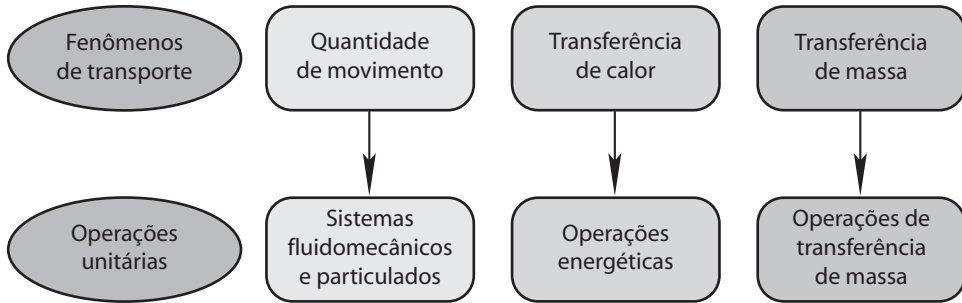 Fenômenos
de transporte
Quantidade
de movimento
Transferência
de calor
Transferência
de massa
Operações
unitárias
Sistemas
fluidomecânicos
e particulados
Operações
energéticas
Operações de
transferência
de massa